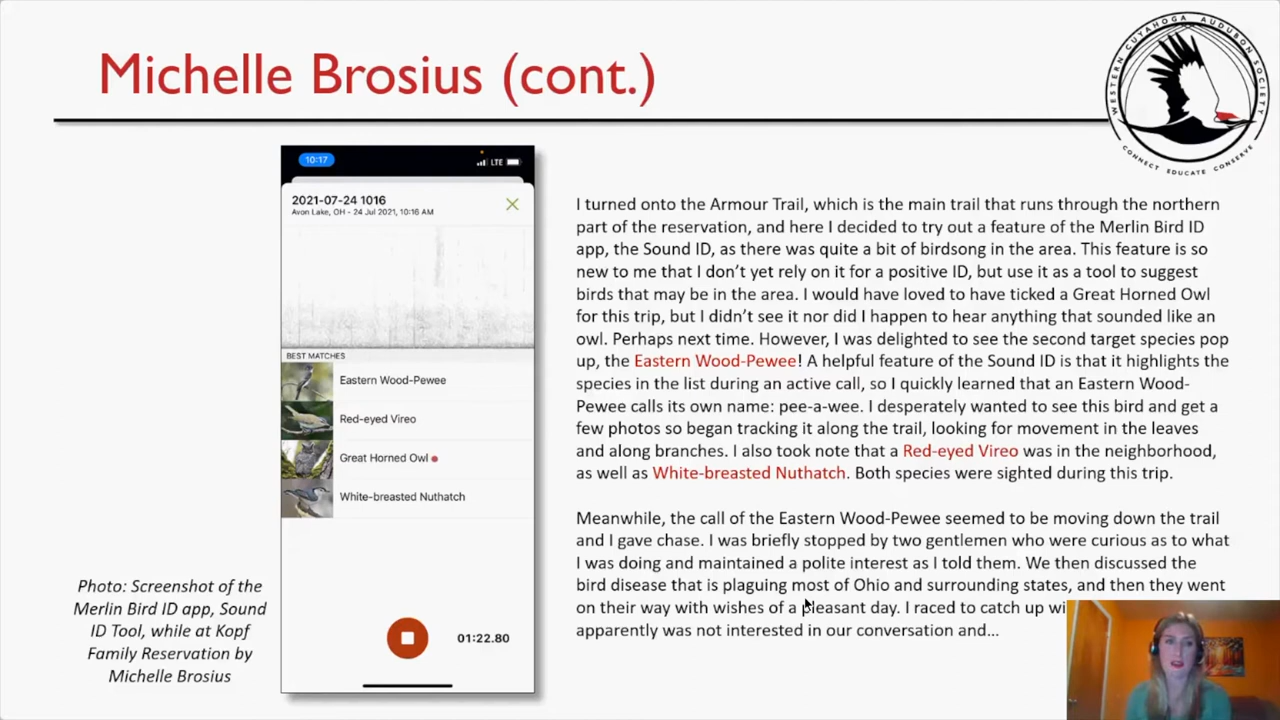 Michelle Brosius (cont.)
WESTERN CUYAHOGA AUDUBON SOCIETY
CONNECT EDUCATE CONSERVE
10:17
LTE
2021-07-24 1016
Avon Lake, OH - 24 Jul 2021, 10:16 AM
BEST MATCHES
Eastern Wood-Pewee
Red-eyed Vireo
Great Horned Owl
White-breasted Nuthatch
01:22.80
Photo: Screenshot of the
Merlin Bird ID app, Sound
ID Tool, while at Kopf
Family Reservation by
Michelle Brosius
I turned onto the Armour Trail, which is the main trail that runs through the northern
part of the reservation, and here I decided to try out a feature of the Merlin Bird ID
app, the Sound ID, as there was quite a bit of birdsong in the area. This feature is so
new to me that I don't yet rely on it for a positive ID, but use it as a tool to suggest
birds that may be in the area. I would have loved to have ticked a Great Horned Owl
for this trip, but I didn't see it nor did I happen to hear anything that sounded like an
owl. Perhaps next time. However, I was delighted to see the second target species pop
up, the Eastern Wood-Pewee! A helpful feature of the Sound ID is that it highlights the
species in the list during an active call, so I quickly learned that an Eastern Wood-
Pewee calls its own name: pee-a-wee. I desperately wanted to see this bird and get a
few photos so began tracking it along the trail, looking for movement in the leaves
and along branches. I also took note that a Red-eyed Vireo was in the neighborhood,
as well as White-breasted Nuthatch. Both species were sighted during this trip.
Meanwhile, the call of the Eastern Wood-Pewee seemed to be moving down the trail
and I gave chase. I was briefly stopped by two gentlemen who were curious as to what
I was doing and maintained a polite interest as I told them. We then discussed the
bird disease that is plaguing most of Ohio and surrounding states, and then they went
on their way with wishes of a pleasant day. I raced to catch up
apparently was not interested in our conversation and...